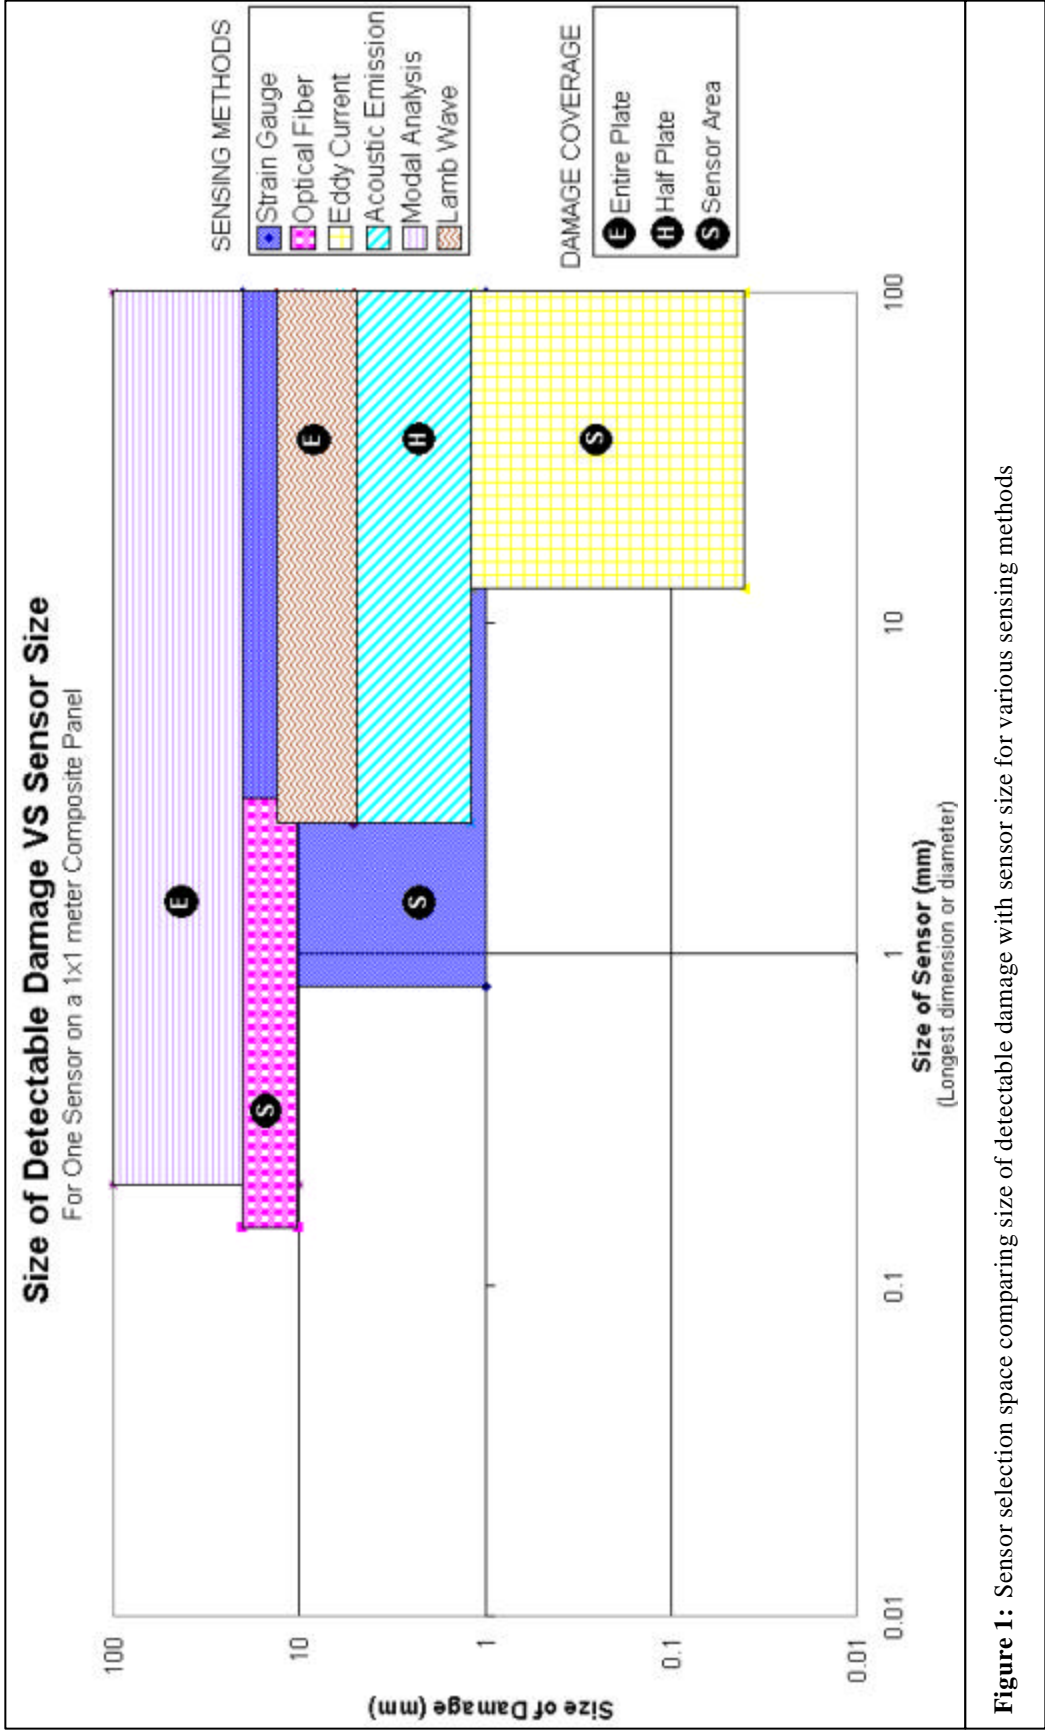 Size of Detectable Damage VS Sensor Size
For One Sensor on a 1x1 meter Composite Panel
SENSING METHODS
Strain Gauge
Optical Fiber
Eddy Current
Acoustic Emission
Modal Analysis
Lamb Wave
DAMAGE COVERAGE
E Entire Plate
H Half Plate
S Sensor Area
Size of Damage (mm)
100
10
1
0.1
0.01
E
S
S
E
H
S
0.01
0.1
1
10
100
Size of Sensor (mm)
(Longest dimension or diameter)
Figure 1: Sensor selection space comparing size of detectable damage with sensor size for various sensing methods